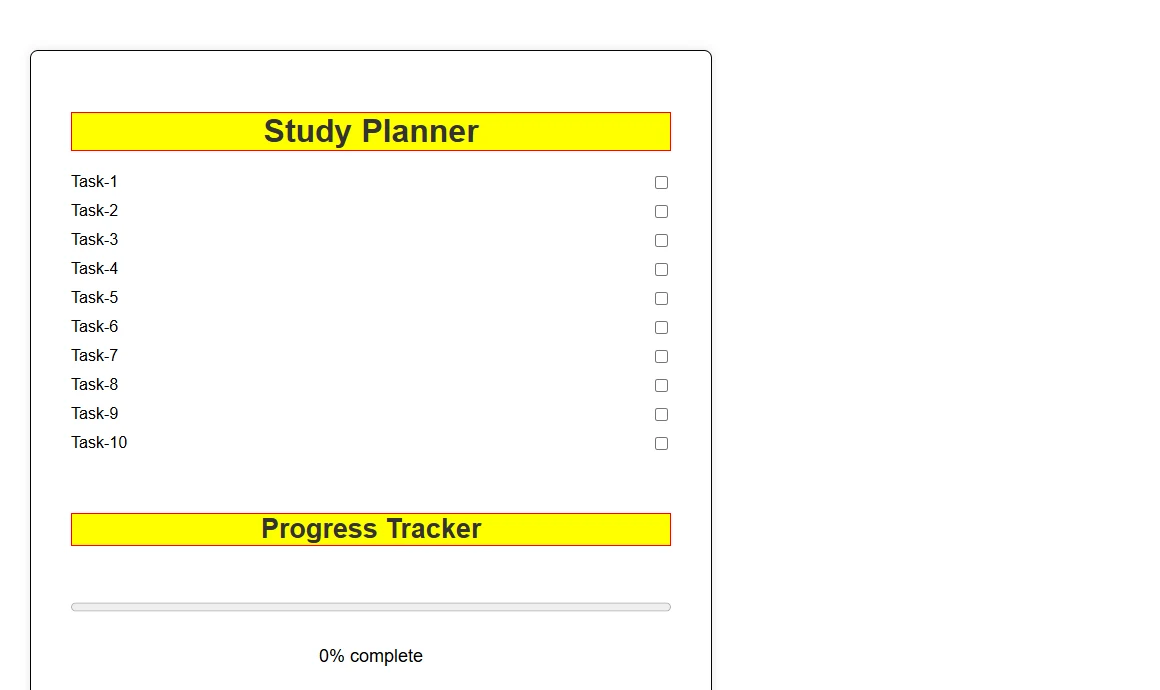 Study Planner
Task-1
Task-2
Task-3
Task-4
Task-5
Task-6
Task-7
Task-8
Task-9
Task-10
Progress Tracker
0% complete